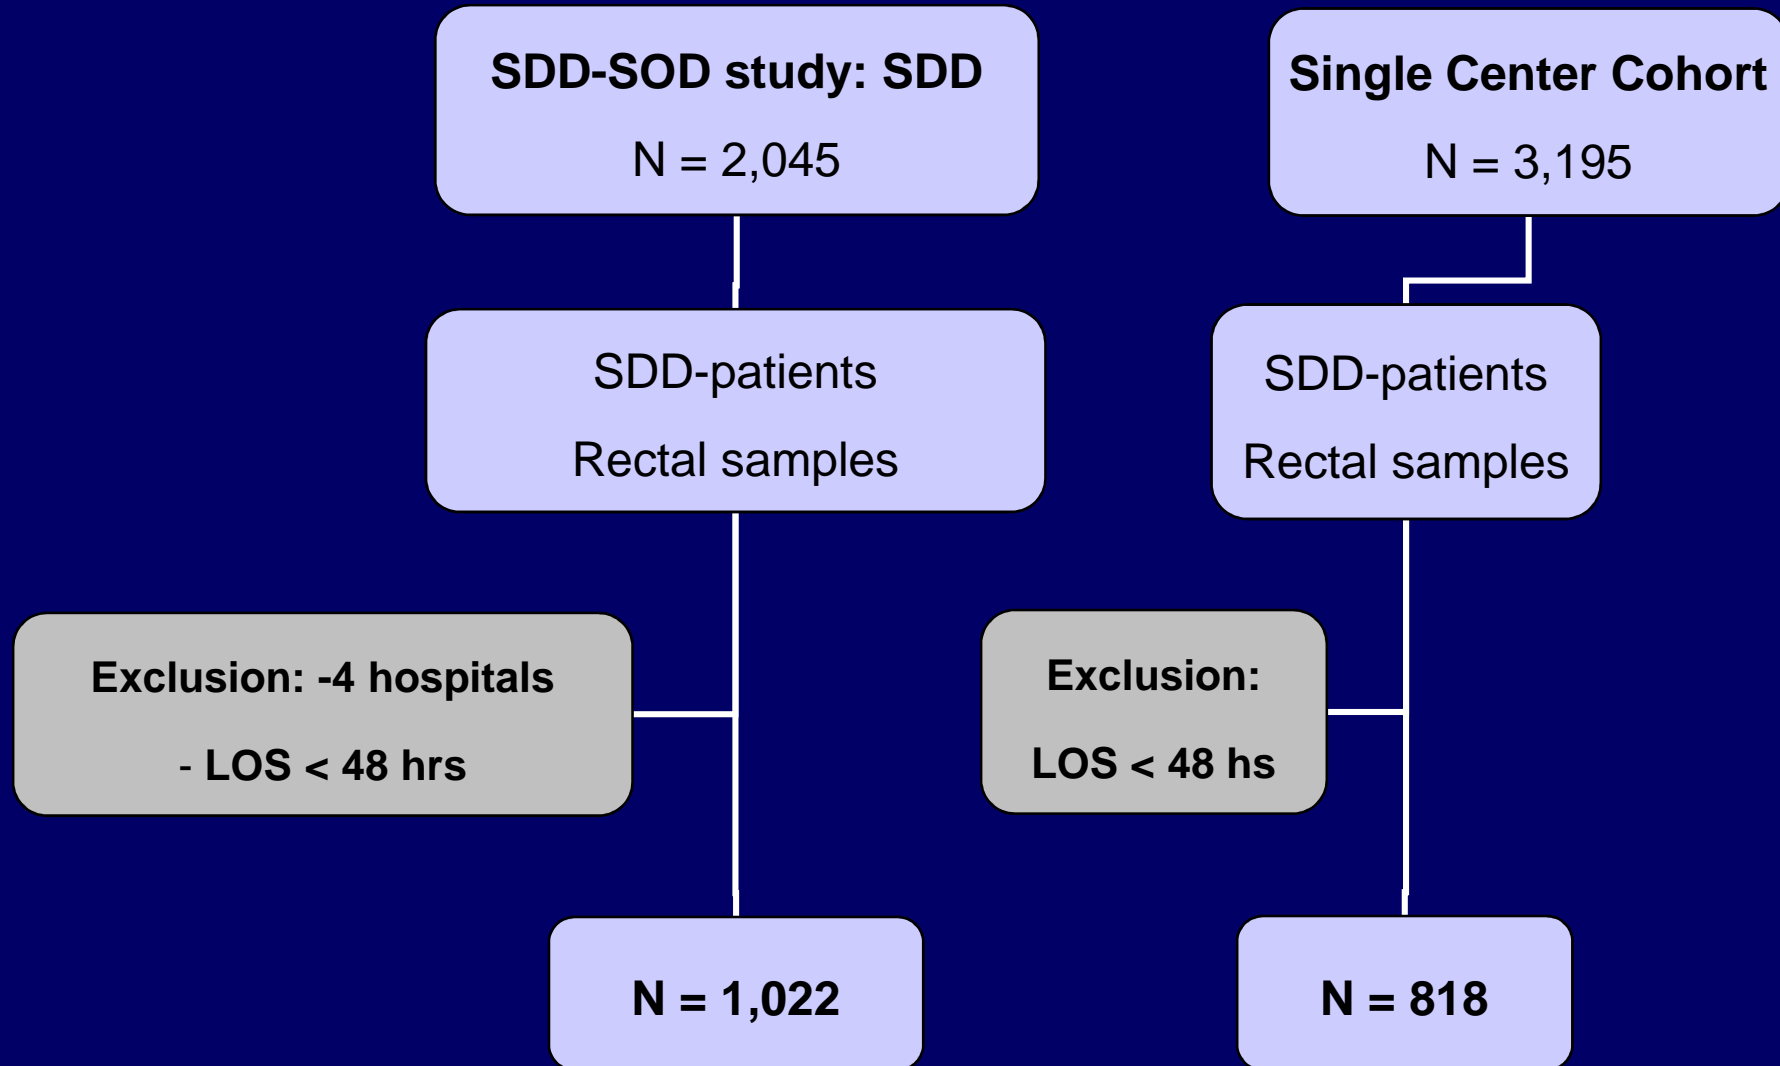 SDD-SOD study: SDD
N = 2,045
Single Center Cohort
N = 3,195
SDD-patients
Rectal samples
SDD-patients
Rectal samples
Exclusion: -4 hospitals
- LOS < 48 hrs
Exclusion:
LOS < 48 hs
N = 1,022
N = 818